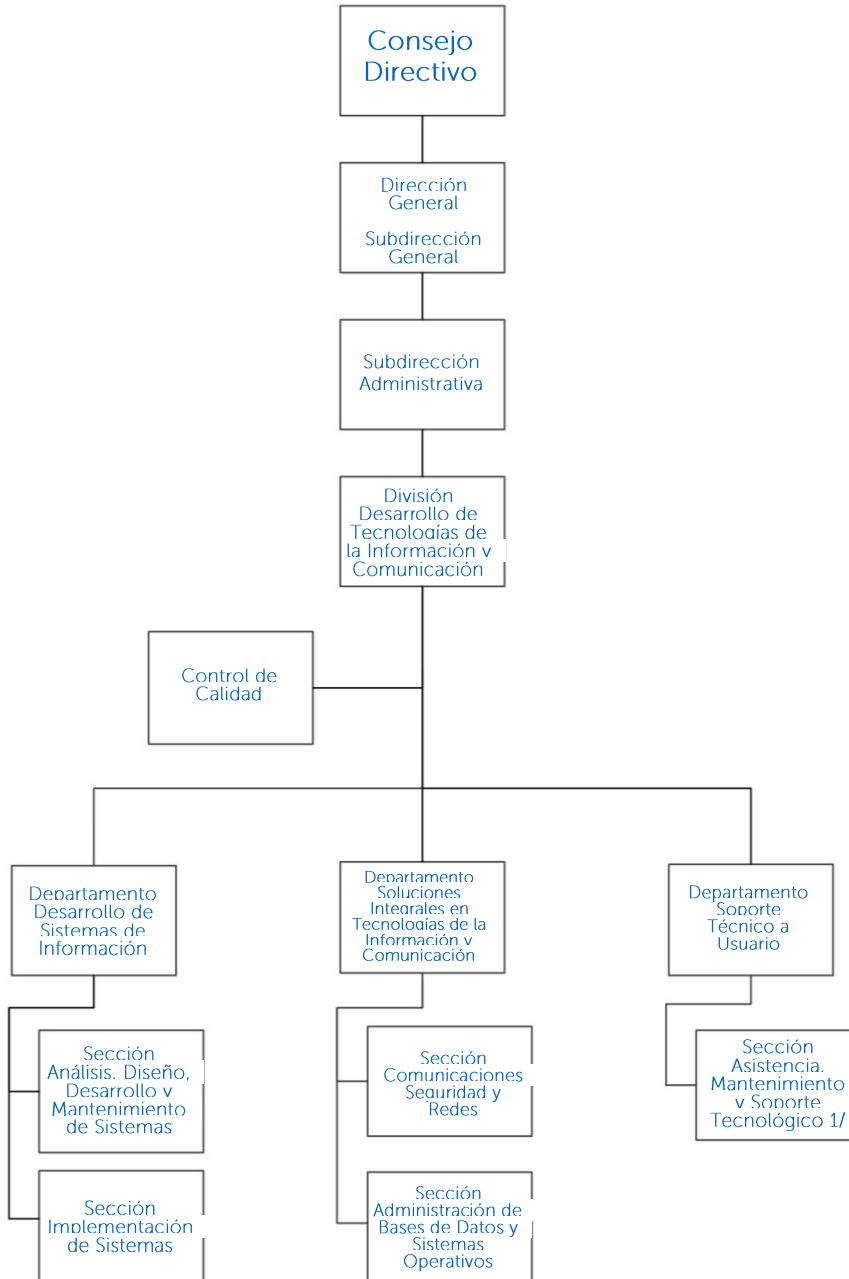 Consejo
Directivo
Dirección
General
Subdirección
General
Subdirección
Administrativa
División
Desarrollo de
Tecnologías de
la Información y
Comunicación
Control de
Calidad
Departamento
Desarrollo de
Sistemas de
Información
Departamento
Soluciones
Integrales en
Tecnologías de la
Información y
Comunicación
Departamento
Soporte
Técnico a
Usuario
Sección
Análisis, Diseño,
Desarrollo y
Mantenimiento
de Sistemas
Sección
Comunicaciones
Seguridad y
Redes
Sección
Asistencia,
Mantenimiento
y Soporte
Tecnológico 1/
Sección
Implementación
de Sistemas
Sección
Administración de
Bases de Datos y
Sistemas
Operativos